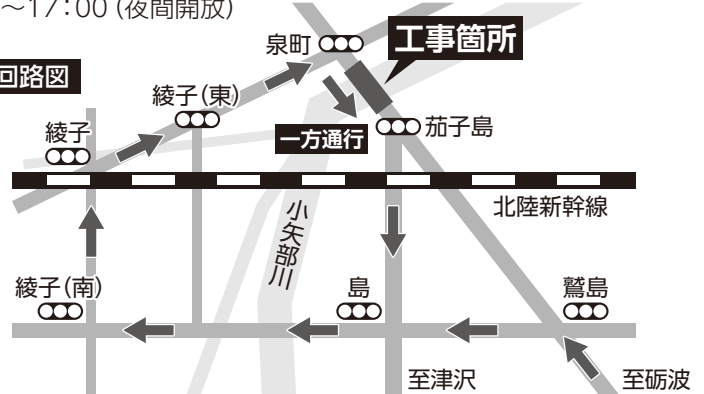 ～17：00（夜間開放）
泉町
工事箇所
回路図
綾子（東）
綾子
一方通行
茄子島
北陸新幹線
小矢部川
綾子（南）
島
鷲島
至津沢
至砺波